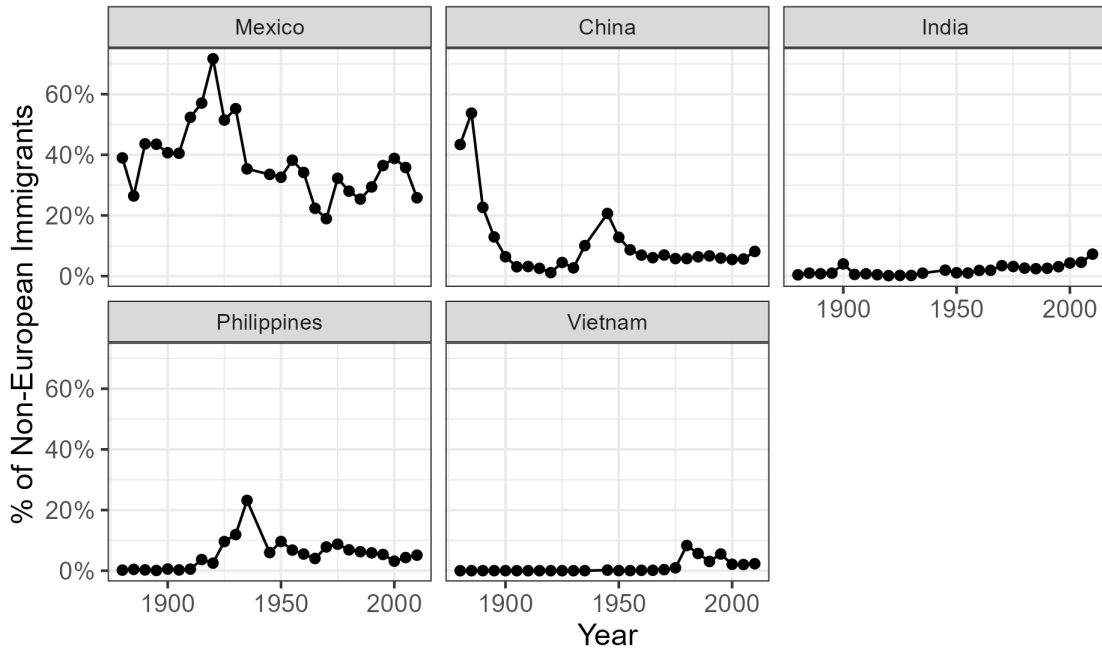 % of Non-European Immigrants
Mexico
China
India
60%
40%
20%
0%
1900
1950
2000
Philippines
Vietnam
60%
40%
20%
0%
1900
1950
2000
1900
1950
2000
Year